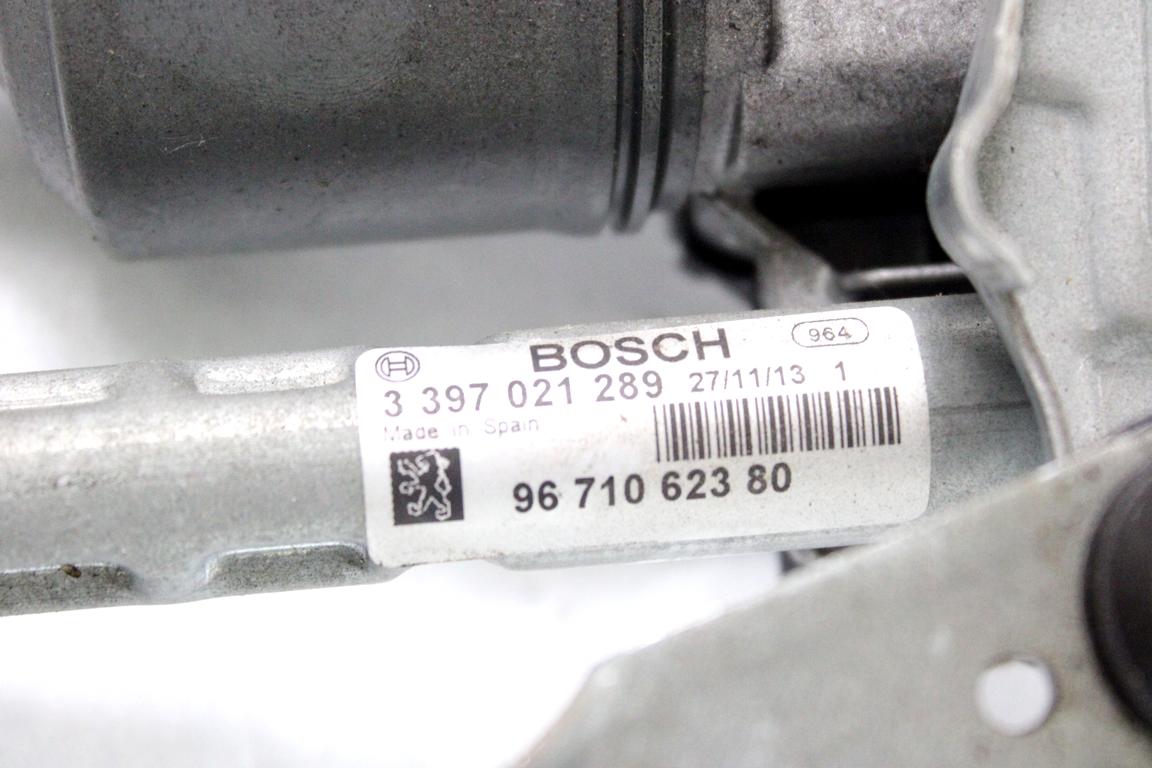 BOSCH 964
3 397 021 289 27/11/13 1
Made in Spain
96 710 623 80